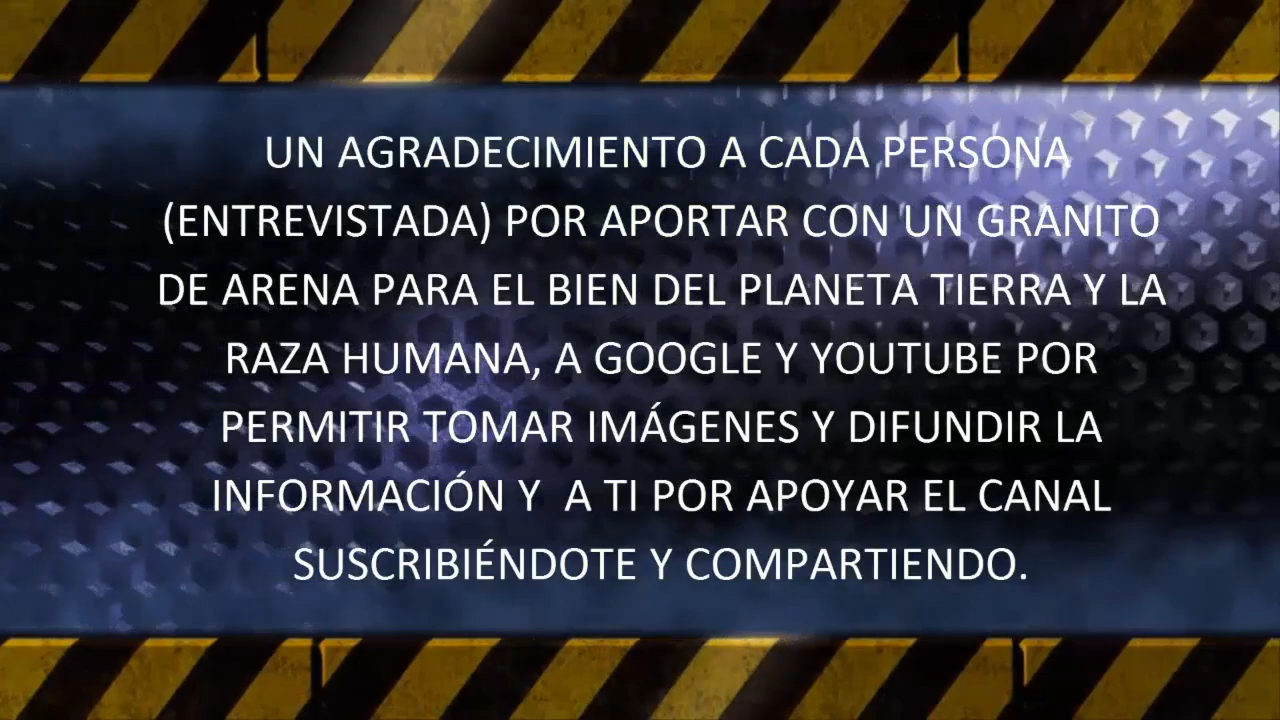 UN AGRADECIMIENTO A CADA PERSONA
(ENTREVISTADA) POR APORTAR CON UN GRANITO
DE ARENA PARA EL BIEN DEL PLANETA TIERRA Y LA
RAZA HUMANA, A GOOGLE Y YOUTUBE POR
PERMITIR TOMAR IMÁGENES Y DIFUNDIR LA
INFORMACIÓN Y  A TI POR APOYAR EL CANAL
SUSCRIBIÉNDOTE Y COMPARTIENDO.